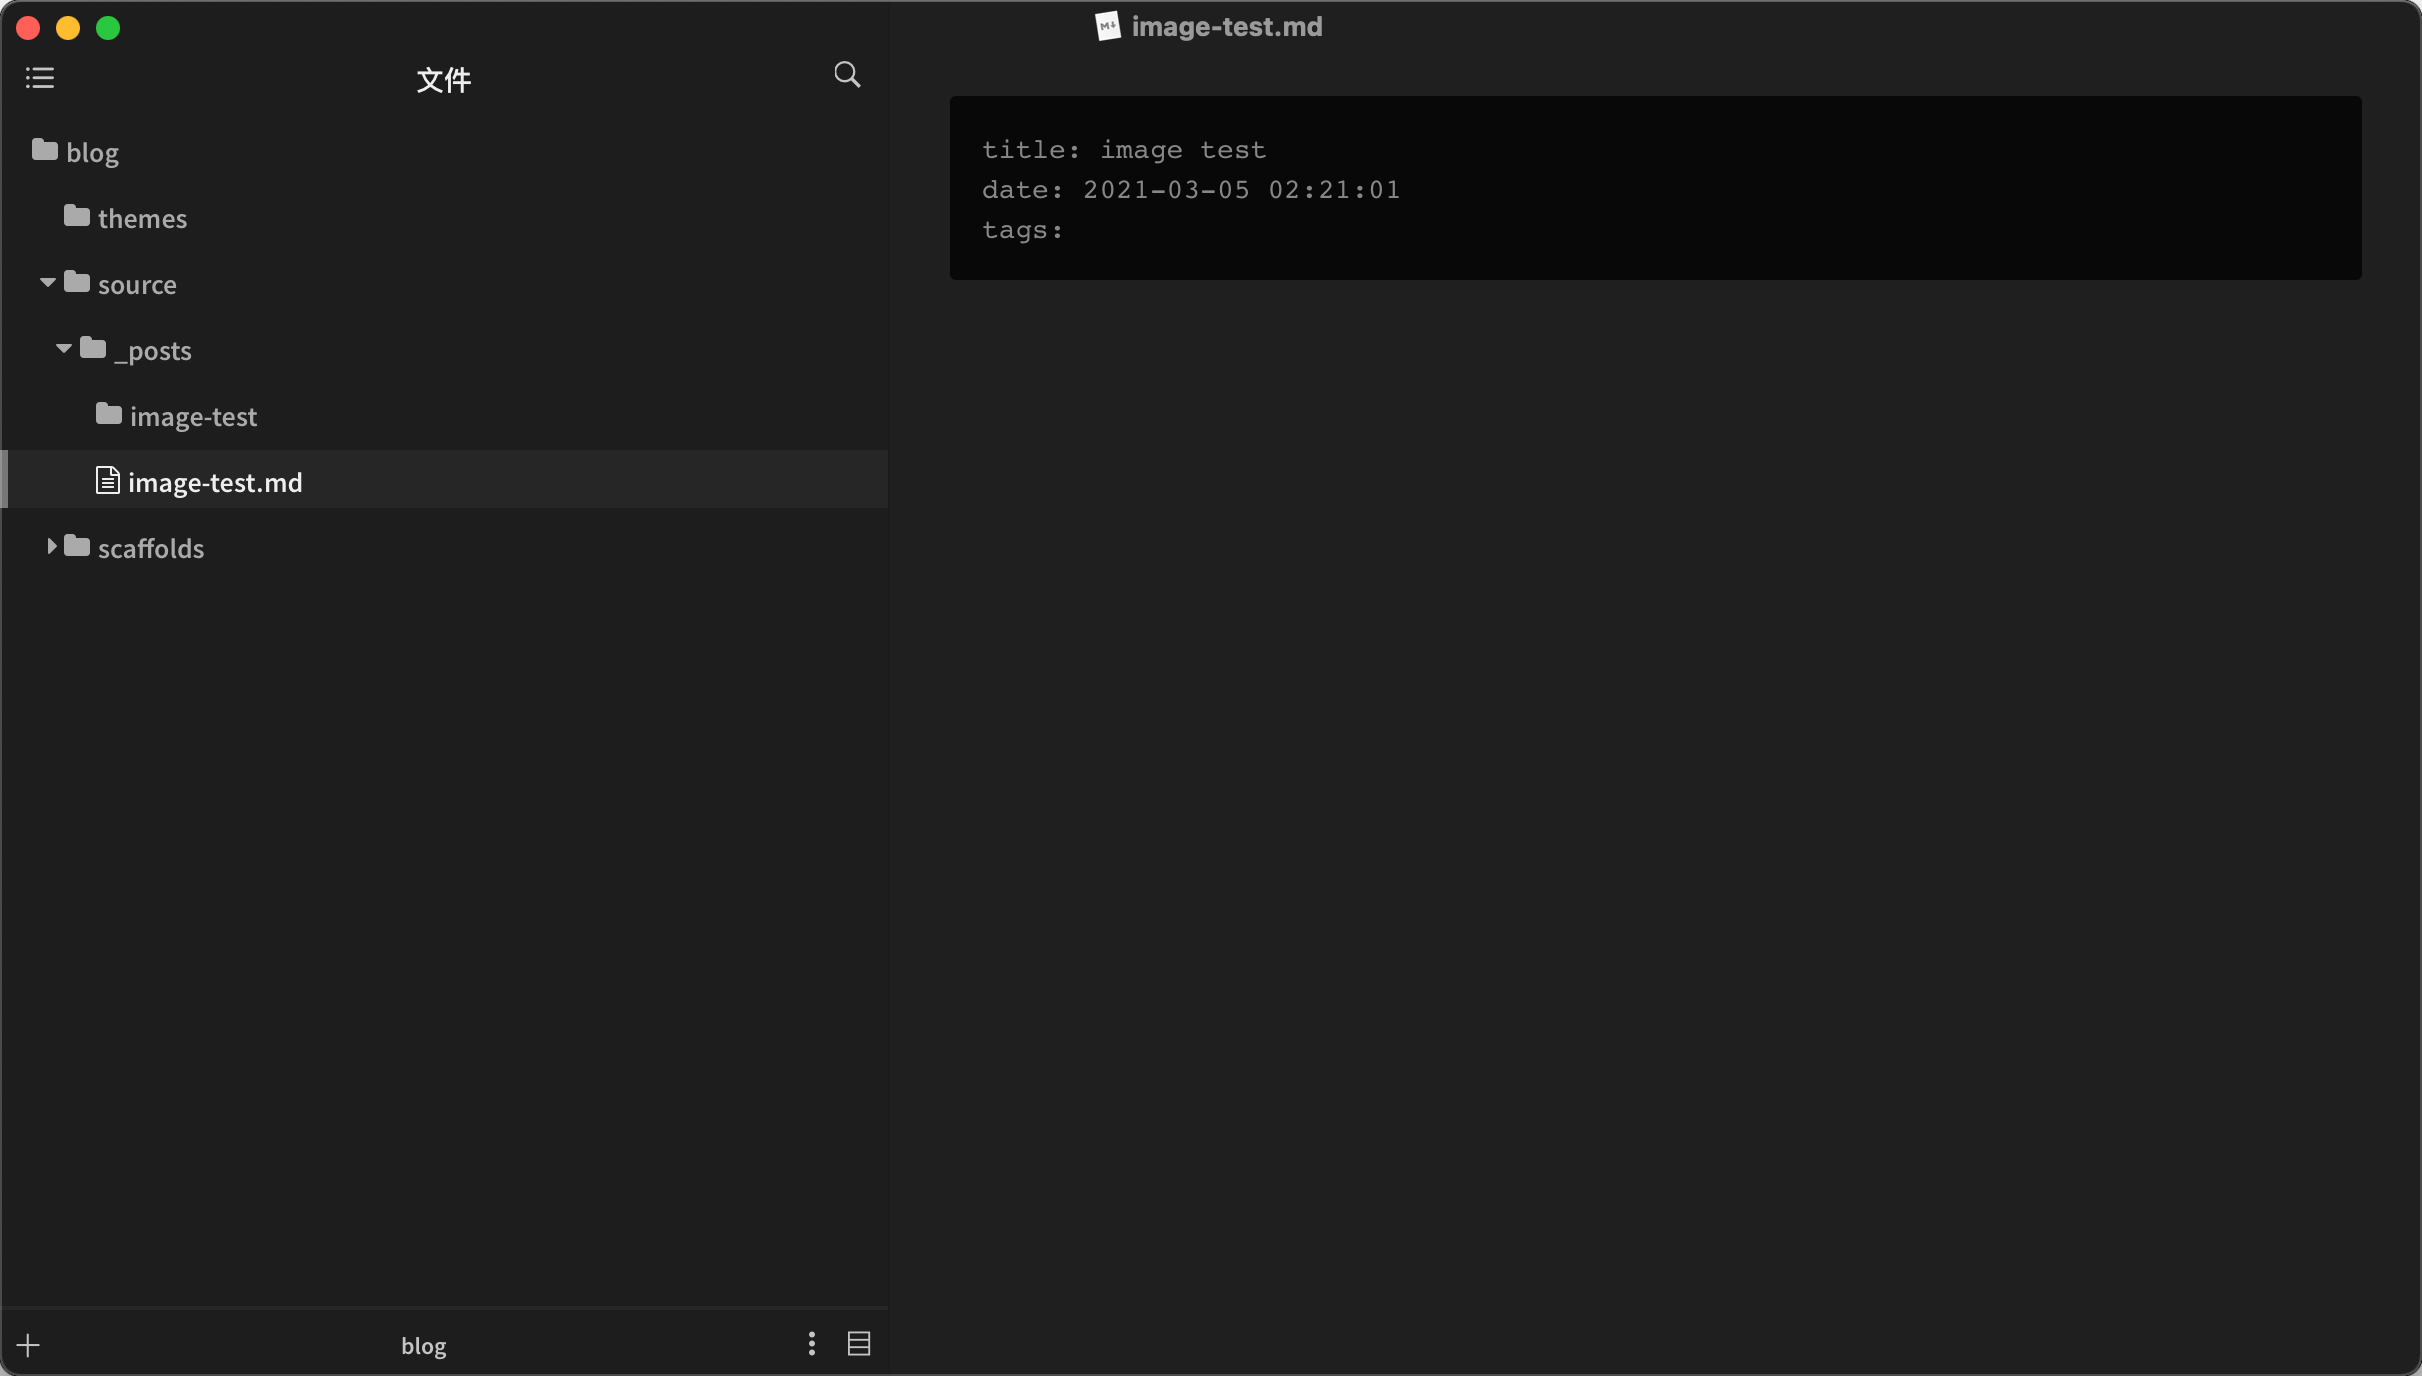 image-test.md
文件
blog
themes
source
_posts
image-test
image-test.md
scaffolds
blog
title: image test
date: 2021-03-05 02:21:01
tags: